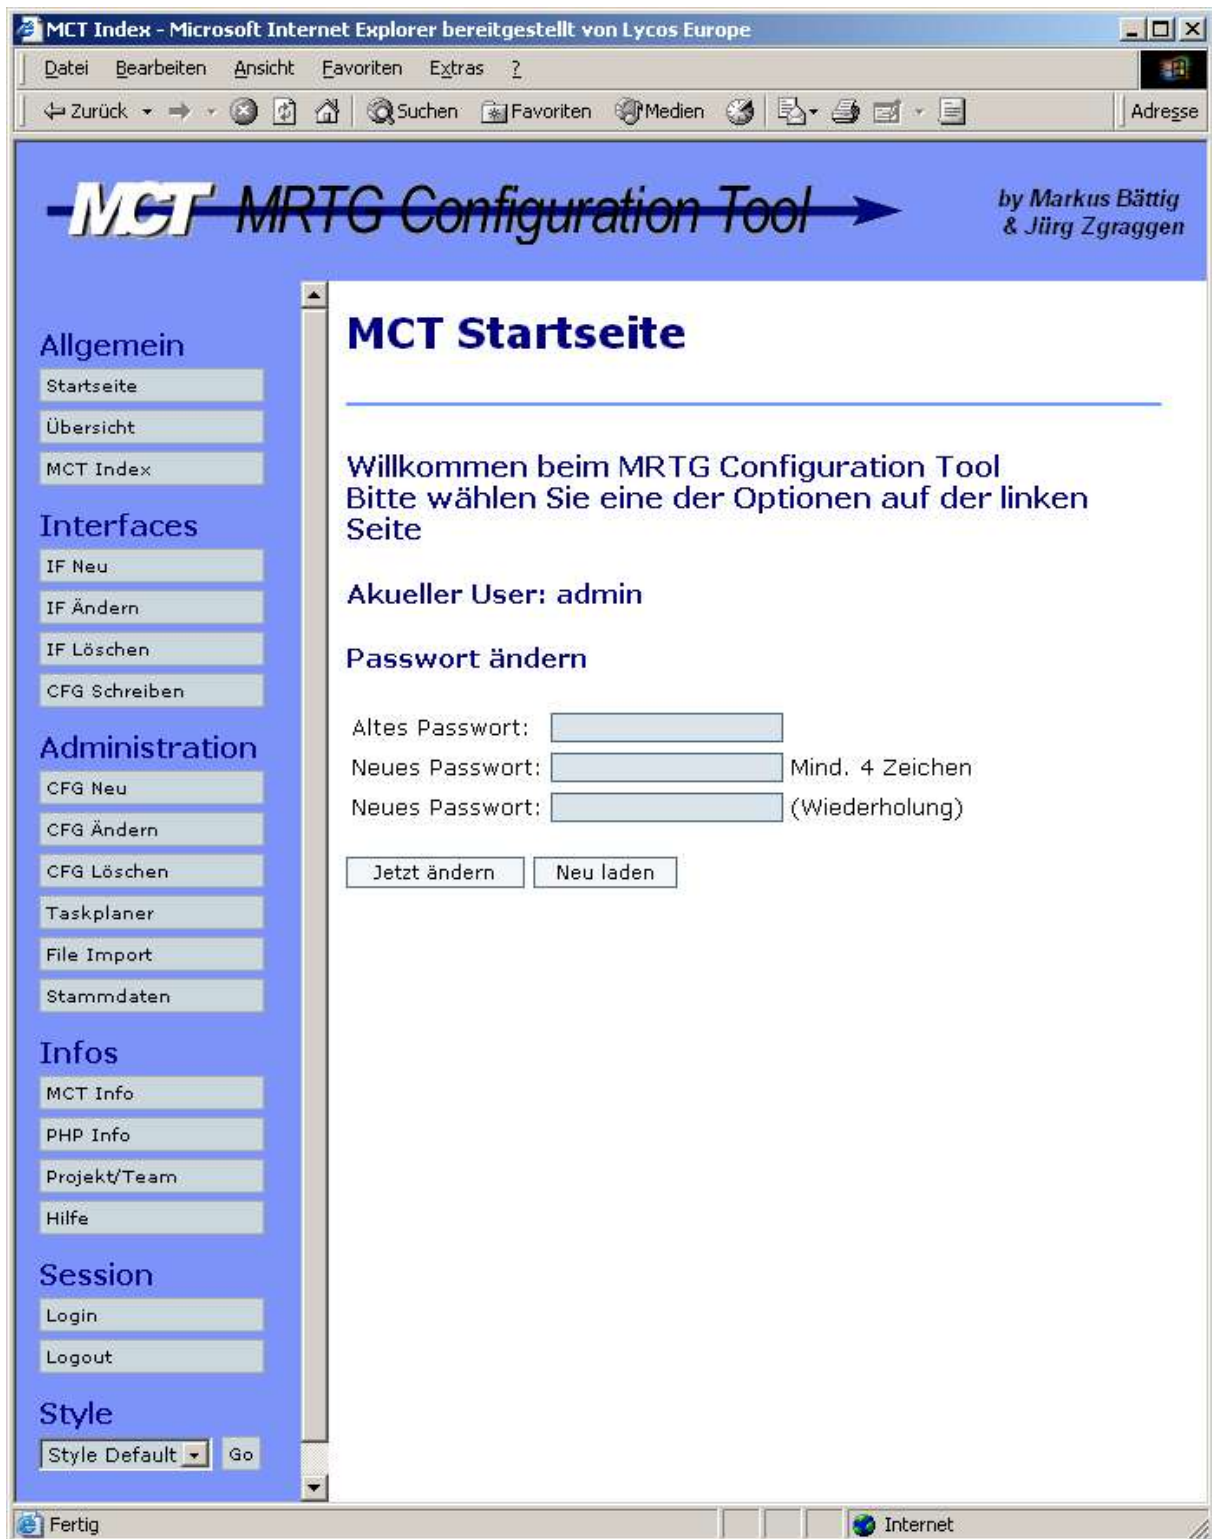 MCT Index - Microsoft Internet Explorer bereitgestellt von Lycos Europe
Datei Bearbeiten Ansicht Favoriten Extras ?
Zurück Suchen Favoriten Medien Adresse
MCT MRTG Configuration Tool
by Markus Bättig
& Jürg Zgraggen
Allgemein
Startseite
Übersicht
MCT Index
Interfaces
IF Neu
IF Ändern
IF Löschen
CFG Schreiben
Administration
CFG Neu
CFG Ändern
CFG Löschen
Taskplaner
File Import
Stammdaten
Infos
MCT Info
PHP Info
Projekt/Team
Hilfe
Session
Login
Logout
Style
Style Default Go
MCT Startseite
Willkommen beim MRTG Configuration Tool
Bitte wählen Sie eine der Optionen auf der linken
Seite
Akueller User: admin
Passwort ändern
Altes Passwort:
Neues Passwort: Mind. 4 Zeichen
Neues Passwort: (Wiederholung)
Jetzt ändern Neu laden
Fertig Internet